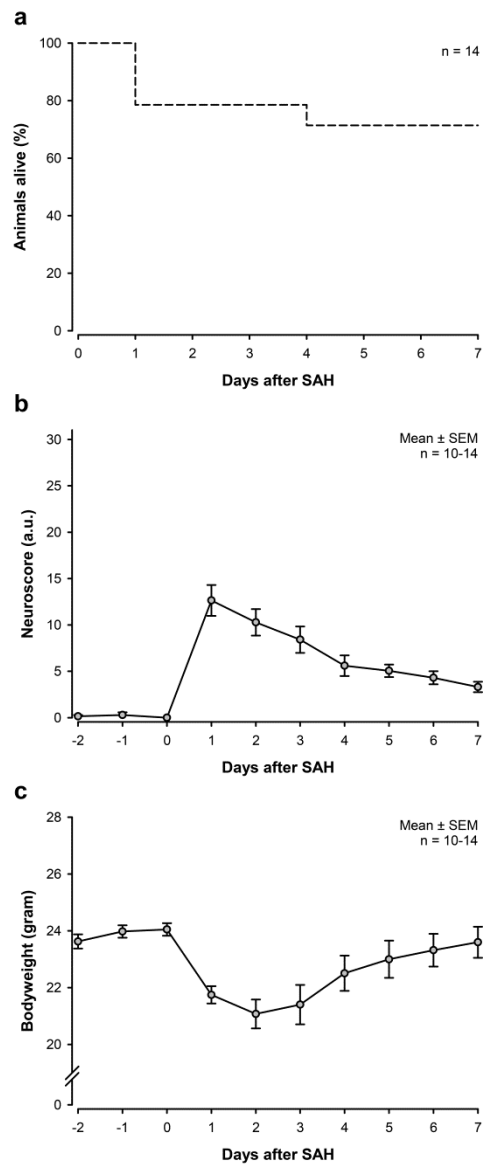 a
n = 14
100
80
60
40
20
0
Animals alive (%)
0 1 2 3 4 5 6 7
Days after SAH
b
Mean ± SEM
n = 10-14
30
25
20
15
10
5
0
Neuroscore (a.u.)
-2 -1 0 1 2 3 4 5 6 7
Days after SAH
c
Mean ± SEM
n = 10-14
28
26
24
22
20
0
Bodyweight (gram)
-2 -1 0 1 2 3 4 5 6 7
Days after SAH